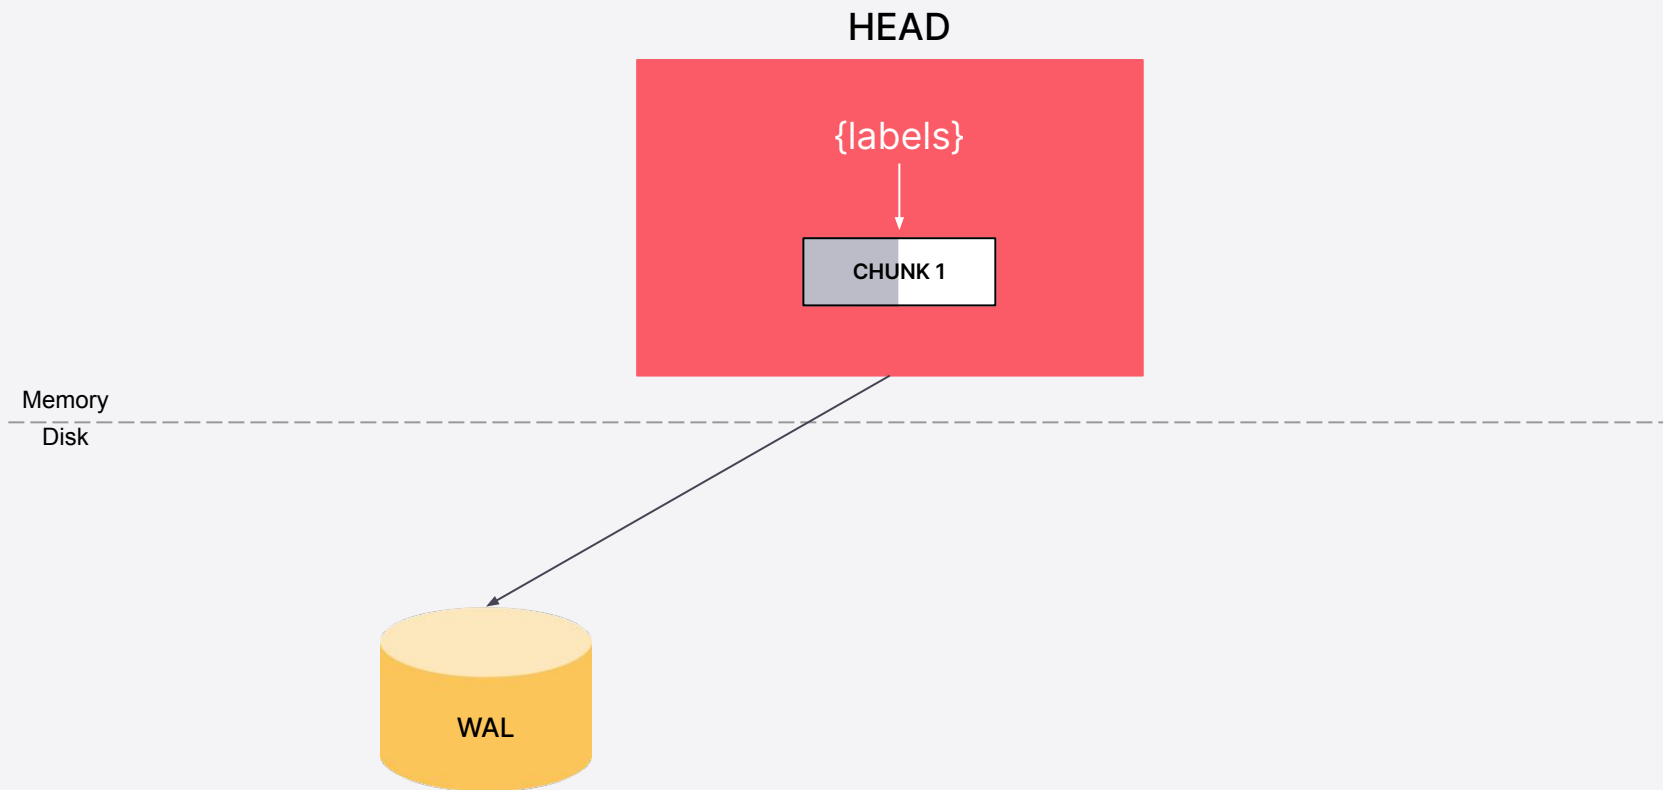 HEAD
{labels}
CHUNK 1
Memory
Disk
WAL